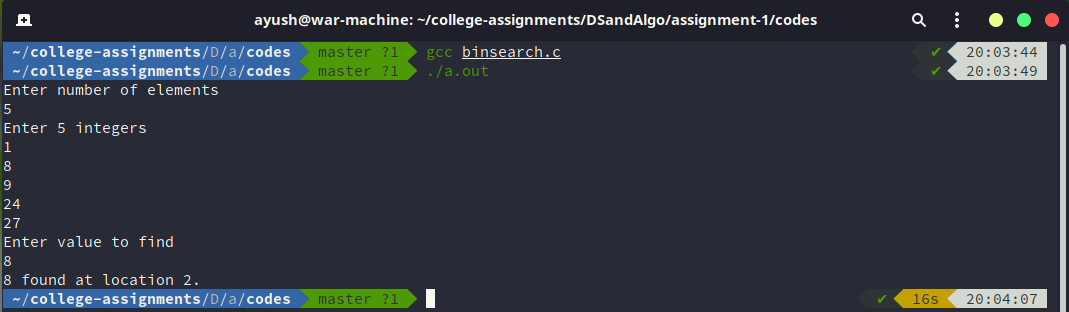 ayush@war-machine: ~/college-assignments/DSandAlgo/assignment-1/codes
~/college-assignments/D/a/codes master ?1 gcc binsearch.c ✔ 20:03:44
~/college-assignments/D/a/codes master ?1 ./a.out ✔ 20:03:49
Enter number of elements
5
Enter 5 integers
1
8
9
24
27
Enter value to find
8
8 found at location 2.
~/college-assignments/D/a/codes master ?1 ✔ 16s 20:04:07